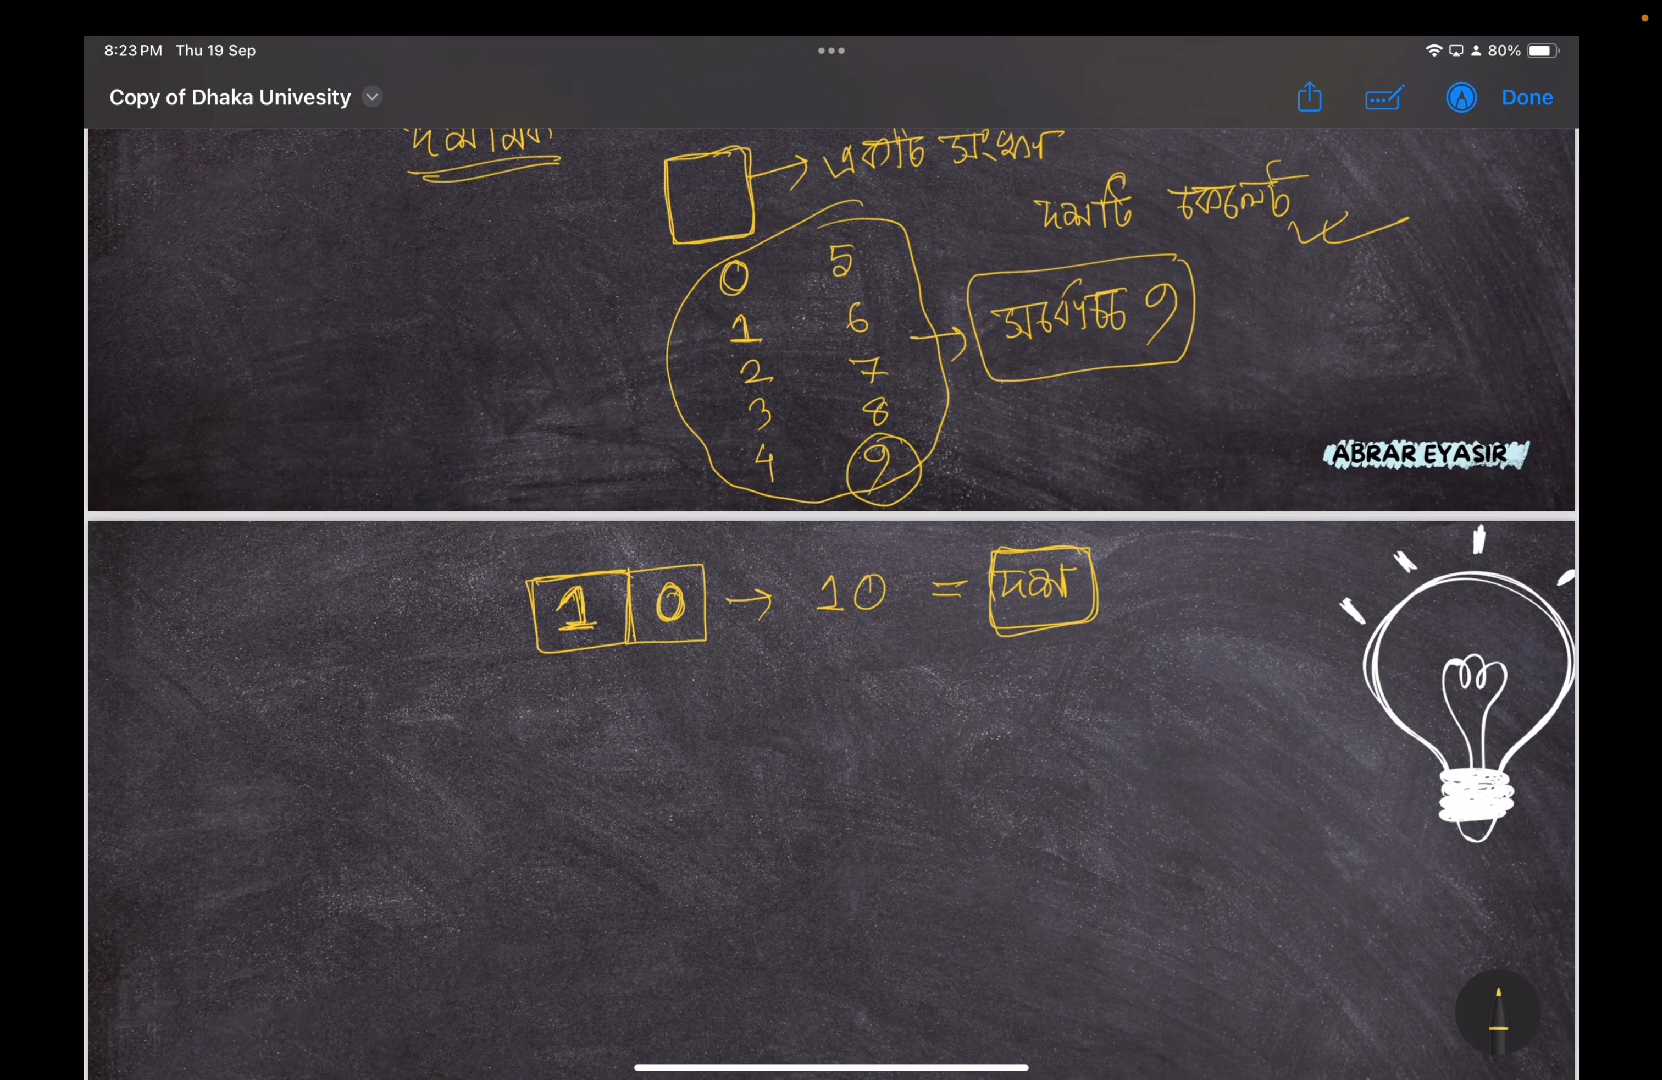 8:23 PM Thu 19 Sep
80%
Copy of Dhaka Univesity
Done
দশমিক
একটি সংখ্যা
দশটি
0 5
1 6
2 7
3 8
4 9
সর্বোচ্চ 9
ABRAR EYASIR
1 0 → 10 = দশ